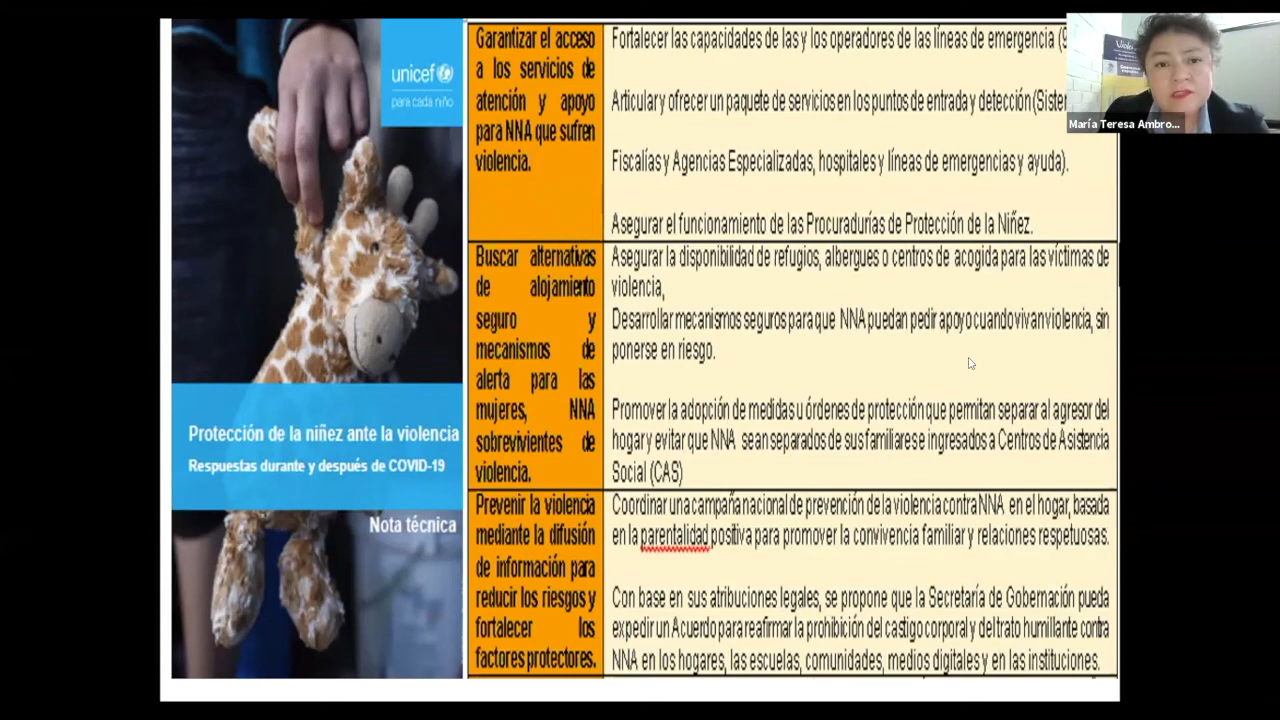 unicef
para cada niño
Protección de la niñez ante la violencia
Respuestas durante y después de COVID-19
Nota técnica
Garantizar el acceso
a los servicios de
atención y apoyo
para NNA que sufren
violencia.
Fortalecer las capacidades de las y los operadores de las líneas de emergencia
Articular y ofrecer un paquete de servicios en los puntos de entrada y detección
Fiscalías y Agencias Especializadas, hospitales y líneas de emergencias y ayuda).
Asegurar el funcionamiento de las Procuradurías de Protección de la Niñez.
Buscar alternativas
de alojamiento
seguro y
mecanismos de
alerta para las
mujeres, NNA
sobrevivientes de
violencia.
Asegurar la disponibilidad de refugios, albergues o centros de acogida para las víctimas de
violencia,
Desarrollar mecanismos seguros para que NNA puedan pedir apoyo cuando vivan violencia, sin
ponerse en riesgo.
Promover la adopción de medidas u órdenes de protección que permitan separar al agresor del
hogar y evitar que NNA sean separados de sus familiares e ingresados a Centros de Asistencia
Social (CAS)
Prevenir la violencia
mediante la difusión
de información para
reducir los riesgos y
fortalecer los
factores protectores.
Coordinar una campaña nacional de prevención de la violencia contra NNA en el hogar, basada
en la parentalidad positiva para promover la convivencia familiar y relaciones respetuosas.
Con base en sus atribuciones legales, se propone que la Secretaría de Gobernación pueda
expedir un Acuerdo para reafirmar la prohibición del castigo corporal y del trato humillante contra
NNA en los hogares, las escuelas, comunidades, medios digitales y en las instituciones.
María Teresa Ambro...